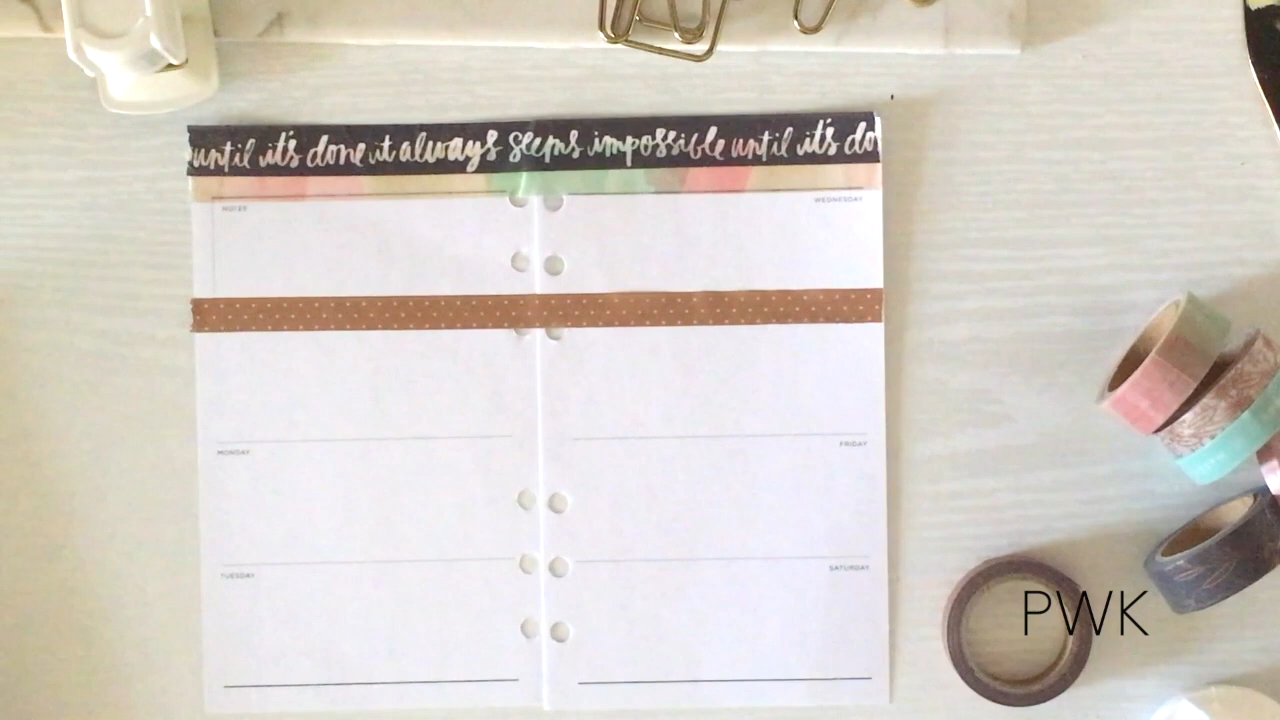 until it's done it always seems impossible until it's do
NOTES
WEDNESDAY
MONDAY
FRIDAY
TUESDAY
SATURDAY
PWK